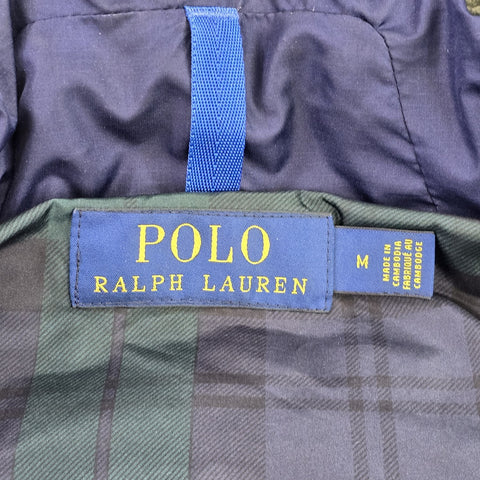 POLO
RALPH LAUREN
M
MADE IN
CAMBODIA
FABRIQUÉ AU
CAMBODGE